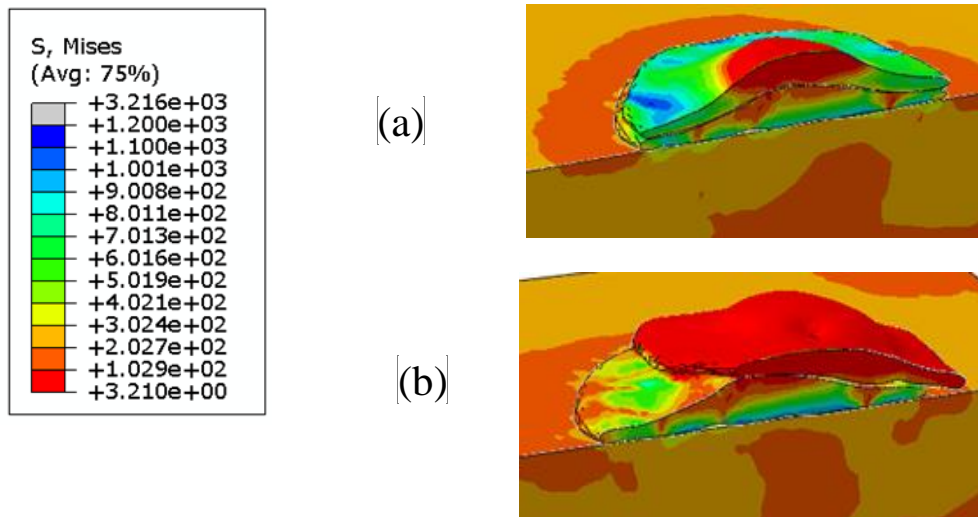 S, Mises
(Avg: 75%)
+3.216e+03
+1.200e+03
+1.100e+03
+1.001e+03
+9.008e+02
+8.011e+02
+7.013e+02
+6.016e+02
+5.019e+02
+4.021e+02
+3.024e+02
+2.027e+02
+1.029e+02
+3.210e+00
(a)
(b)